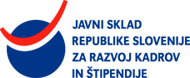 JAVNI SKLAD
REPUBLIKE SLOVENIJE
ZA RAZVOJ KADROV
IN ŠTIPENDIJE